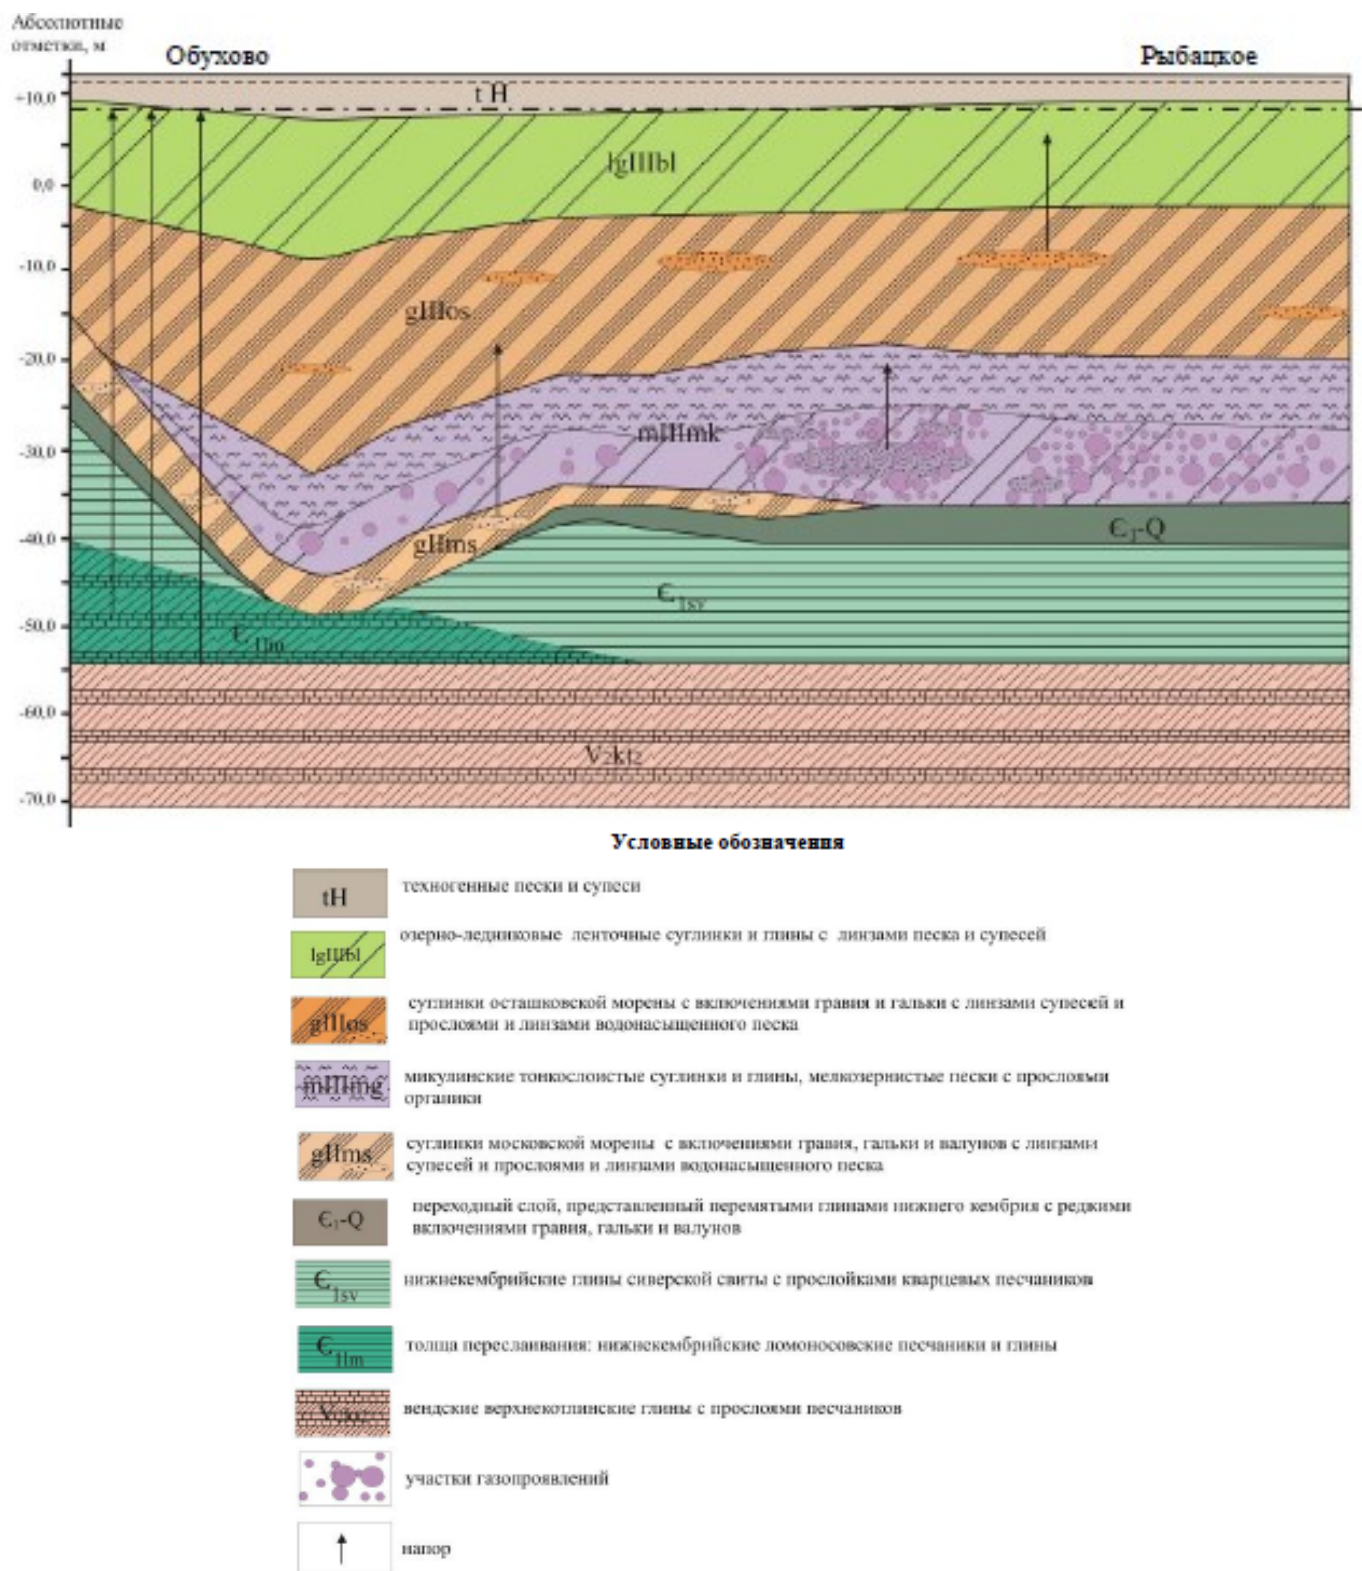 Абсолютные
отметки, м
Обухово
Рыбацкое
+10,0
0,0
-10,0
-20,0
-30,0
-40,0
-50,0
-60,0
-70,0
tH
lgIIIbl
gIIIos
mIIImk
gIIms
Є₁-Q
Є₁sv
Є₁lm
V₂kt₂
Условные обозначения
tH
техногенные пески и супеси
lgIIIbl
озерно-ледниковые ленточные суглинки и глины с линзами песка и супесей
gIIIos
суглинки осташковской морены с включениями гравия и гальки с линзами супесей и
прослоями и линзами водонасыщенного песка
mIIImg
микулинские тонкослоистые суглинки и глины, мелкозернистые пески с прослоями
органики
gIIms
суглинки московской морены с включениями гравия, гальки и валунов с линзами
супесей и прослоями и линзами водонасыщенного песка
Є₁-Q
переходный слой, представленный перемятыми глинами нижнего кембрия с редкими
включениями гравия, гальки и валунов
Є₁sv
нижнекембрийские глины сиверской свиты с прослойками кварцевых песчаников
Є₁lm
толща переслаивания: нижнекембрийские ломоносовские песчаники и глины
вендские верхнекотлинские глины с прослоями песчаников
участки газопроявлений
напор